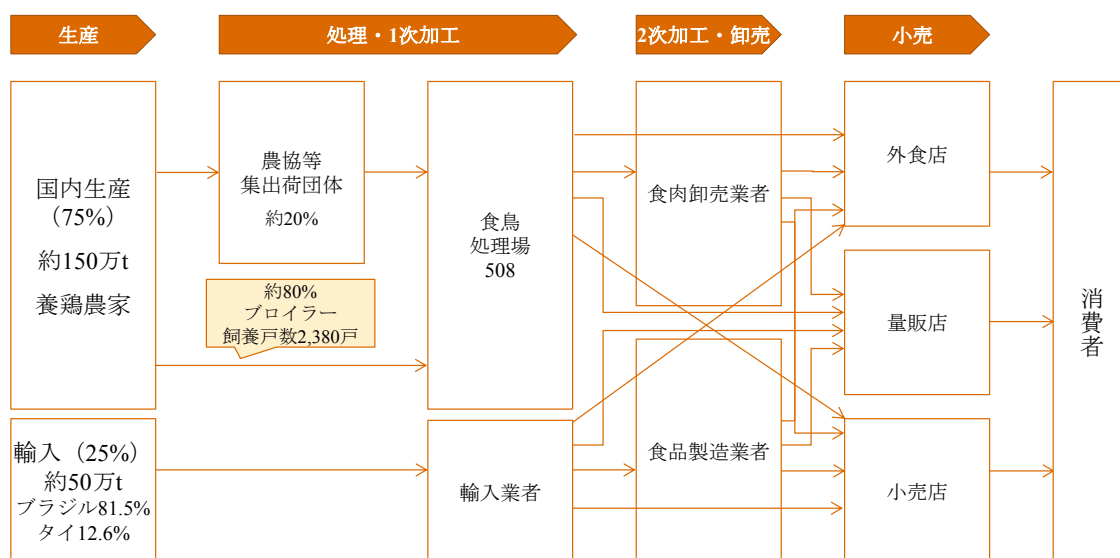 生産
処理・1次加工
2次加工・卸売
小売
国内生産
（75%）
約150万t
養鶏農家
農協等
集出荷団体
約20%
約80%
ブロイラー
飼養戸数2,380戸
食鳥
処理場
508
食肉卸売業者
外食店
量販店
消費者
輸入（25%）
約50万t
ブラジル81.5%
タイ12.6%
輸入業者
食品製造業者
小売店